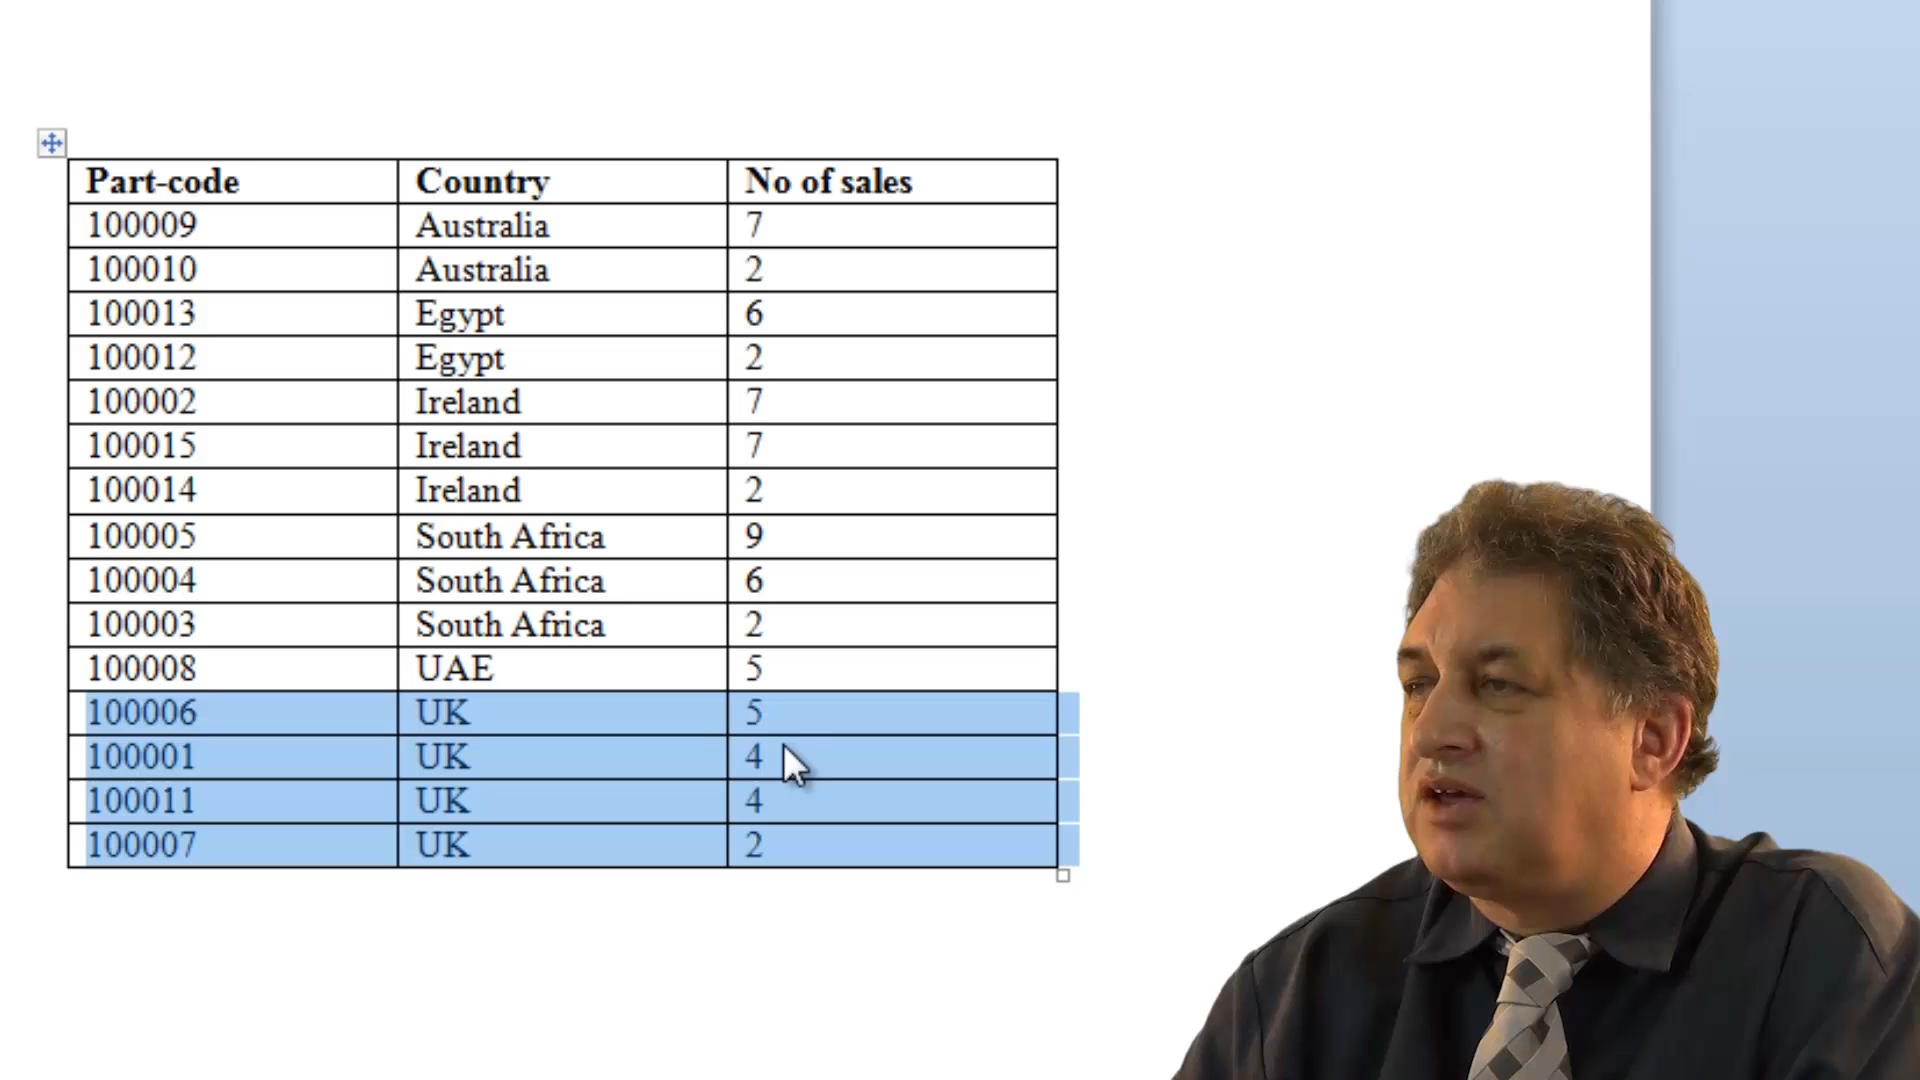 Part-code Country No of sales
100009 Australia 7
100010 Australia 2
100013 Egypt 6
100012 Egypt 2
100002 Ireland 7
100015 Ireland 7
100014 Ireland 2
100005 South Africa 9
100004 South Africa 6
100003 South Africa 2
100008 UAE 5
100006 UK 5
100001 UK 4
100011 UK 4
100007 UK 2